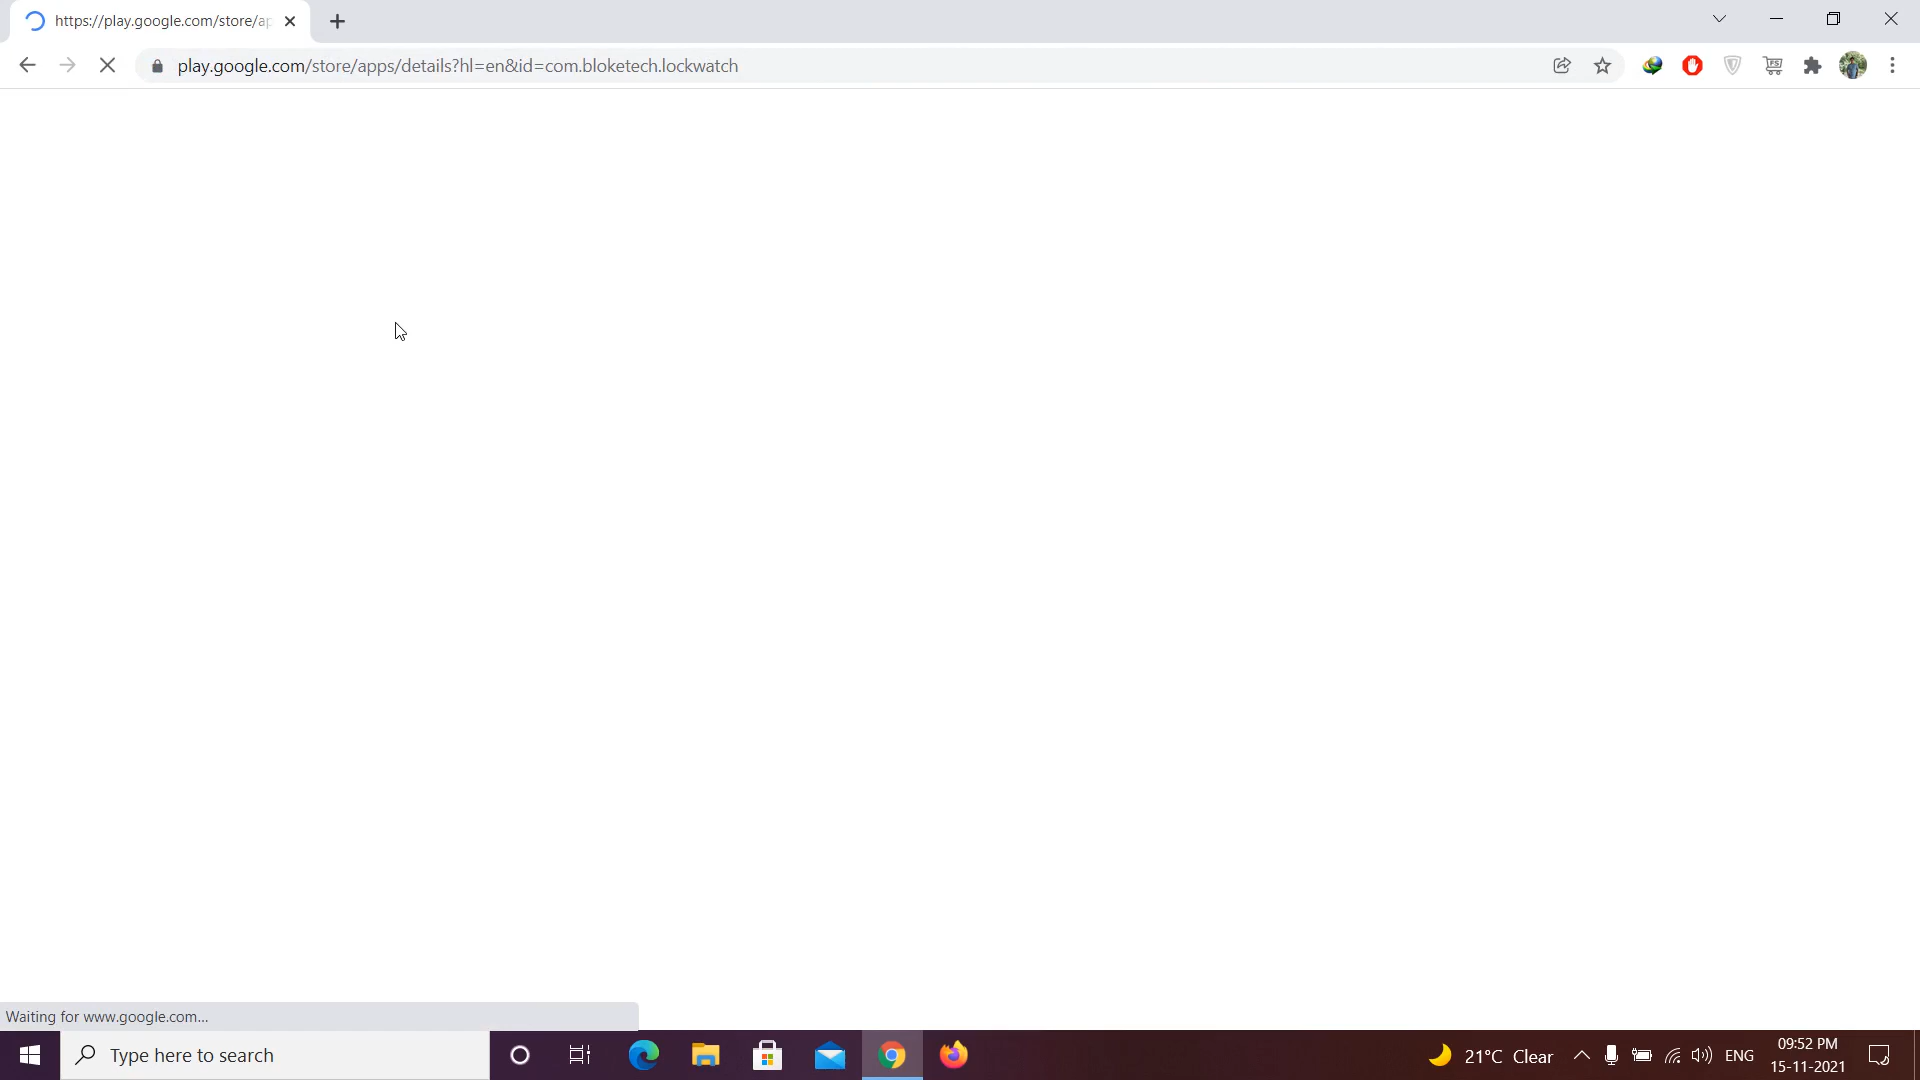 https://play.google.com/store/ap
play.google.com/store/apps/details?hl=en&id=com.bloketech.lockwatch
Waiting for www.google.com...
Type here to search
21°C Clear
ENG
09:52 PM
15-11-2021